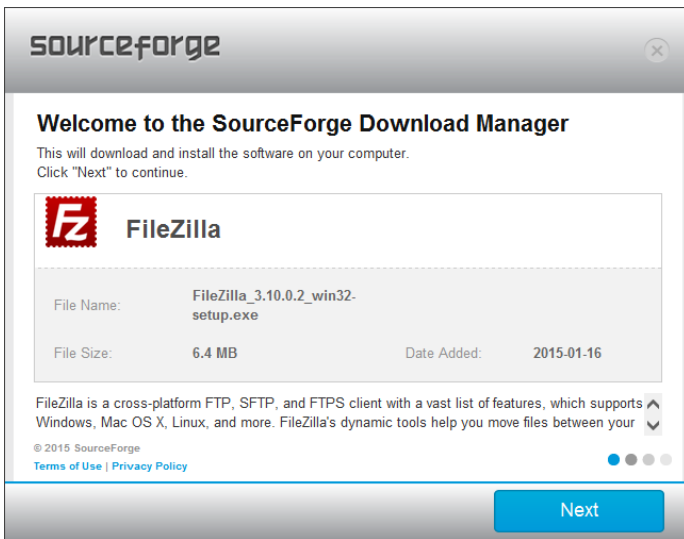 sourceforge
Welcome to the SourceForge Download Manager
This will download and install the software on your computer.
Click "Next" to continue.
Fz
FileZilla
File Name: FileZilla_3.10.0.2_win32-
setup.exe
File Size: 6.4 MB Date Added: 2015-01-16
FileZilla is a cross-platform FTP, SFTP, and FTPS client with a vast list of features, which supports
Windows, Mac OS X, Linux, and more. FileZilla's dynamic tools help you move files between your
© 2015 SourceForge
Terms of Use | Privacy Policy
Next